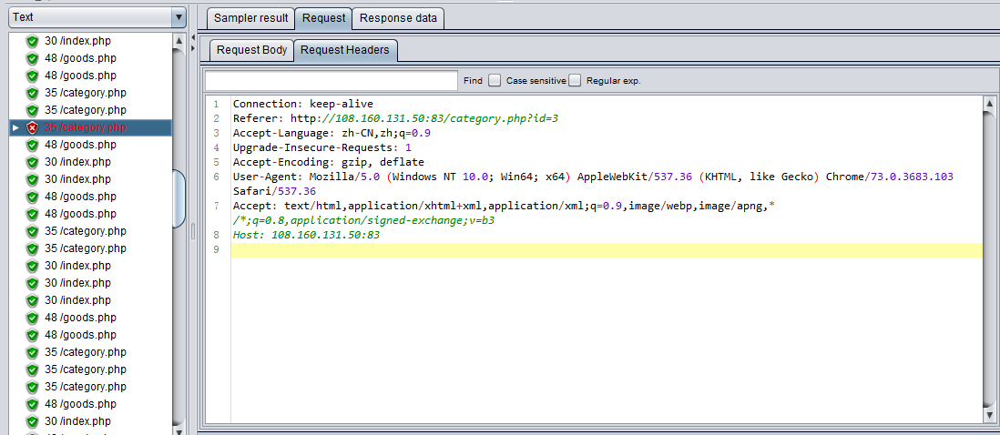 Text
30 /index.php
48 /goods.php
48 /goods.php
35 /category.php
35 /category.php
35 /category.php
48 /goods.php
30 /index.php
30 /index.php
48 /goods.php
48 /goods.php
35 /category.php
35 /category.php
30 /index.php
30 /index.php
30 /index.php
48 /goods.php
48 /goods.php
35 /category.php
35 /category.php
35 /category.php
48 /goods.php
30 /index.php
Sampler result Request Response data
Request Body Request Headers
Find Case sensitive Regular exp.
1 Connection: keep-alive
2 Referer: http://108.160.131.50:83/category.php?id=3
3 Accept-Language: zh-CN,zh;q=0.9
4 Upgrade-Insecure-Requests: 1
5 Accept-Encoding: gzip, deflate
6 User-Agent: Mozilla/5.0 (Windows NT 10.0; Win64; x64) AppleWebKit/537.36 (KHTML, like Gecko) Chrome/73.0.3683.103
Safari/537.36
7 Accept: text/html,application/xhtml+xml,application/xml;q=0.9,image/webp,image/apng,*
/*;q=0.8,application/signed-exchange;v=b3
8 Host: 108.160.131.50:83
9